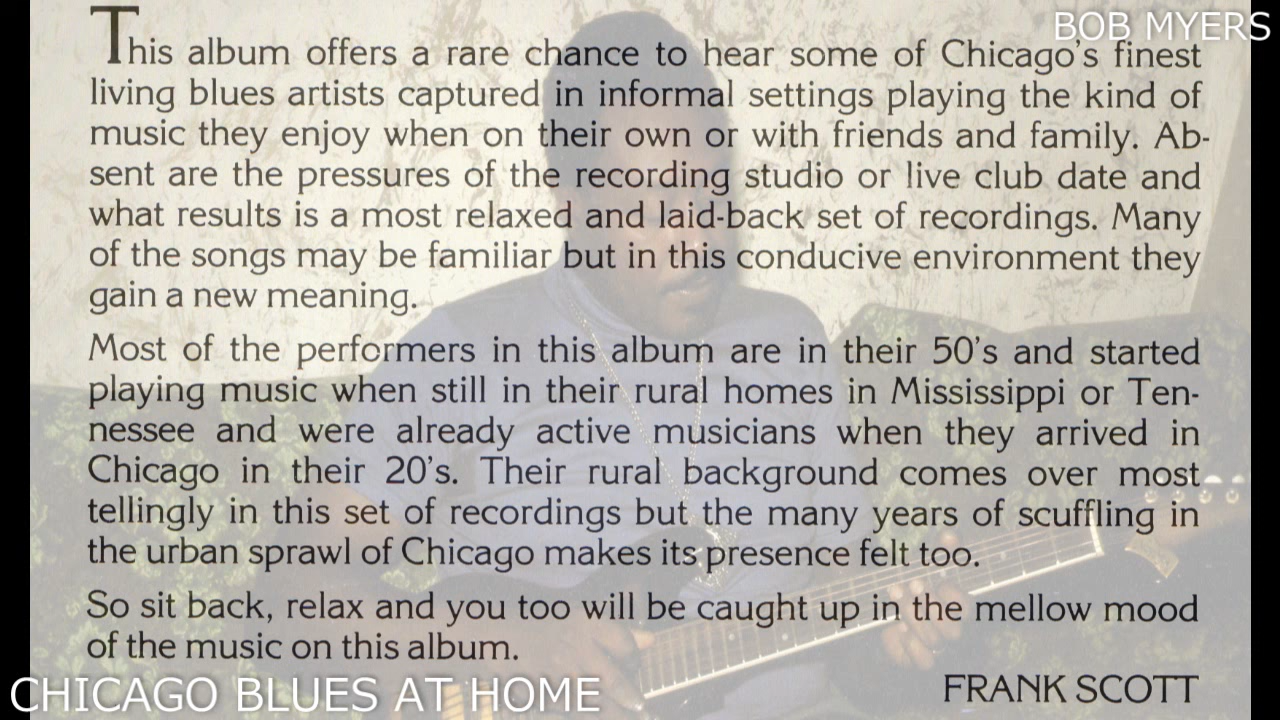 BOB MYERS
This album offers a rare chance to hear some of Chicago's finest
living blues artists captured in informal settings playing the kind of
music they enjoy when on their own or with friends and family. Ab-
sent are the pressures of the recording studio or live club date and
what results is a most relaxed and laid-back set of recordings. Many
of the songs may be familiar but in this conducive environment they
gain a new meaning.
Most of the performers in this album are in their 50's and started
playing music when still in their rural homes in Mississippi or Ten-
nessee and were already active musicians when they arrived in
Chicago in their 20's. Their rural background comes over most
tellingly in this set of recordings but the many years of scuffling in
the urban sprawl of Chicago makes its presence felt too.
So sit back, relax and you too will be caught up in the mellow mood
of the music on this album.
FRANK SCOTT
CHICAGO BLUES AT HOME